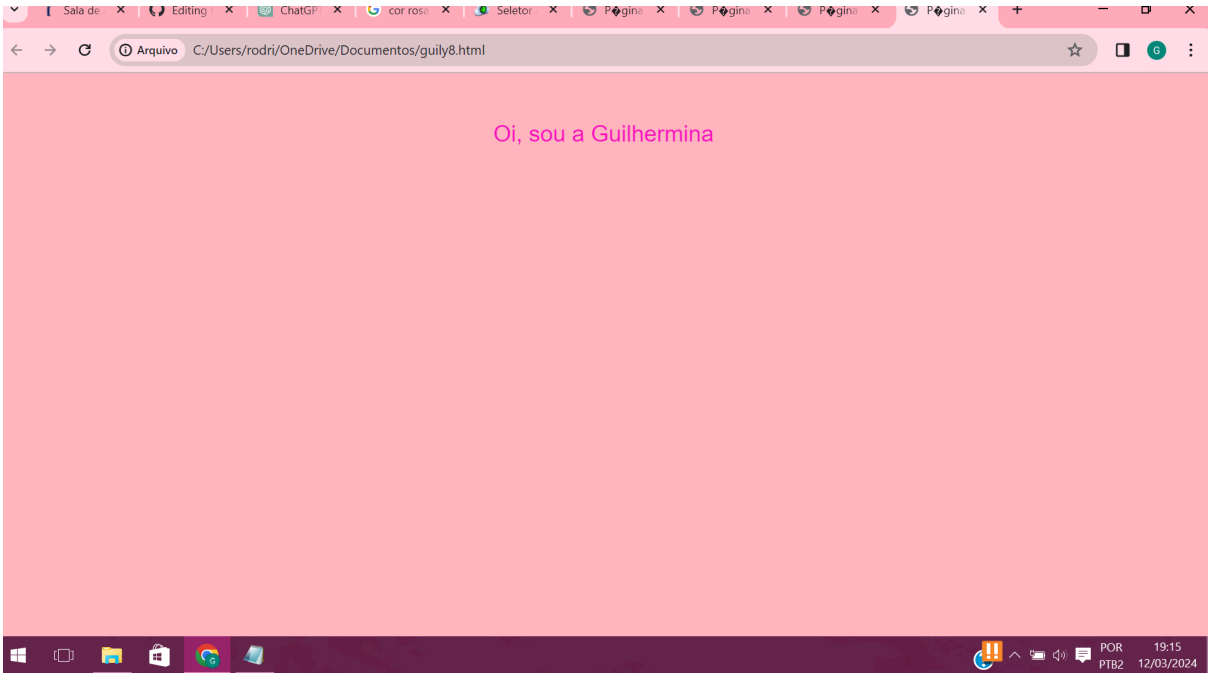 Sala de
Editing
ChatGP
cor rosa
Seletor
P�gina
P�gina
P�gina
P�gina
Arquivo
C:/Users/rodri/OneDrive/Documentos/guily8.html
G
Oi, sou a Guilhermina
POR
19:15
PTB2
12/03/2024